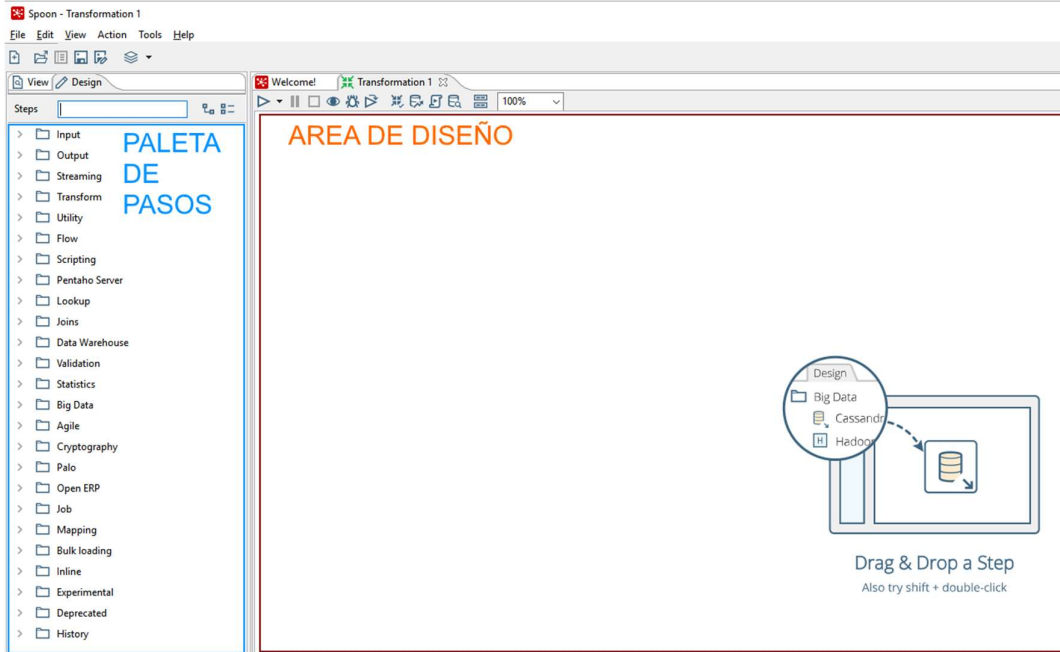 Spoon - Transformation 1
File Edit View Action Tools Help
View Design
Welcome! Transformation 1
Steps
100%
PALETA
DE
PASOS
AREA DE DISEÑO
Input
Output
Streaming
Transform
Utility
Flow
Scripting
Pentaho Server
Lookup
Joins
Data Warehouse
Validation
Statistics
Big Data
Agile
Cryptography
Palo
Open ERP
Job
Mapping
Bulk loading
Inline
Experimental
Deprecated
History
Design
Big Data
Cassandr
H Hadoop
Drag & Drop a Step
Also try shift + double-click